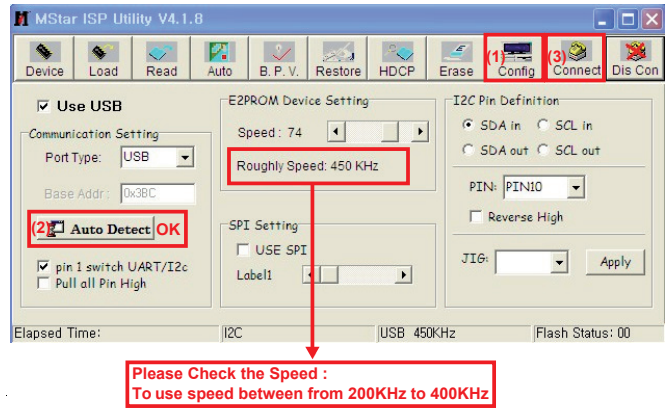 MStar ISP Utility V4.1.8
Device Load Read Auto B. P. V. Restore HDCP Erase (1) Config (3) Connect Dis Con
Use USB
Communication Setting
Port Type: USB
Base Addr: 0x3BC
(2) Auto Detect OK
pin 1 switch UART/I2c
Pull all Pin High
E2PROM Device Setting
Speed : 74
Roughly Speed: 450 KHz
SPI Setting
USE SPI
Label1
I2C Pin Definition
SDA in SCL in
SDA out SCL out
PIN: PIN10
Reverse High
JIG: Apply
Elapsed Time: I2C USB 450KHz Flash Status: 00
Please Check the Speed :
To use speed between from 200KHz to 400KHz